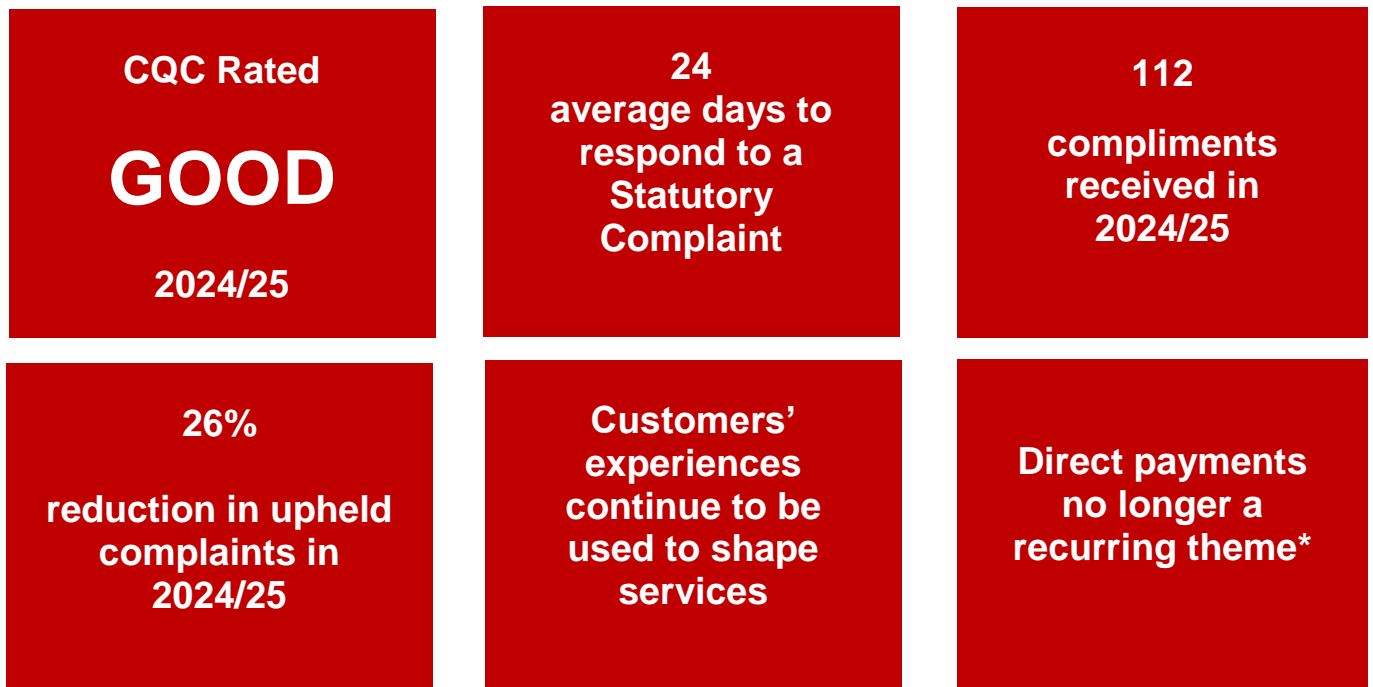 CQC Rated
GOOD
2024/25
24
average days to
respond to a
Statutory
Complaint
112
compliments
received in
2024/25
26%
reduction in upheld
complaints in
2024/25
Customers’
experiences
continue to be
used to shape
services
Direct payments
no longer a
recurring theme*